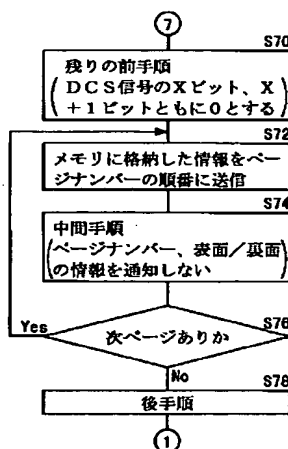 7
S70
残りの前手順
(DCS信号のXビット、X
+1ビットともに0とする)
S72
メモリに格納した情報をペー
ジナンバーの順番に送信
S74
中間手順
(ページナンバー、表面/裏面
の情報を通知しない)
S76
Yes
次ページありか
No
S78
後手順
1